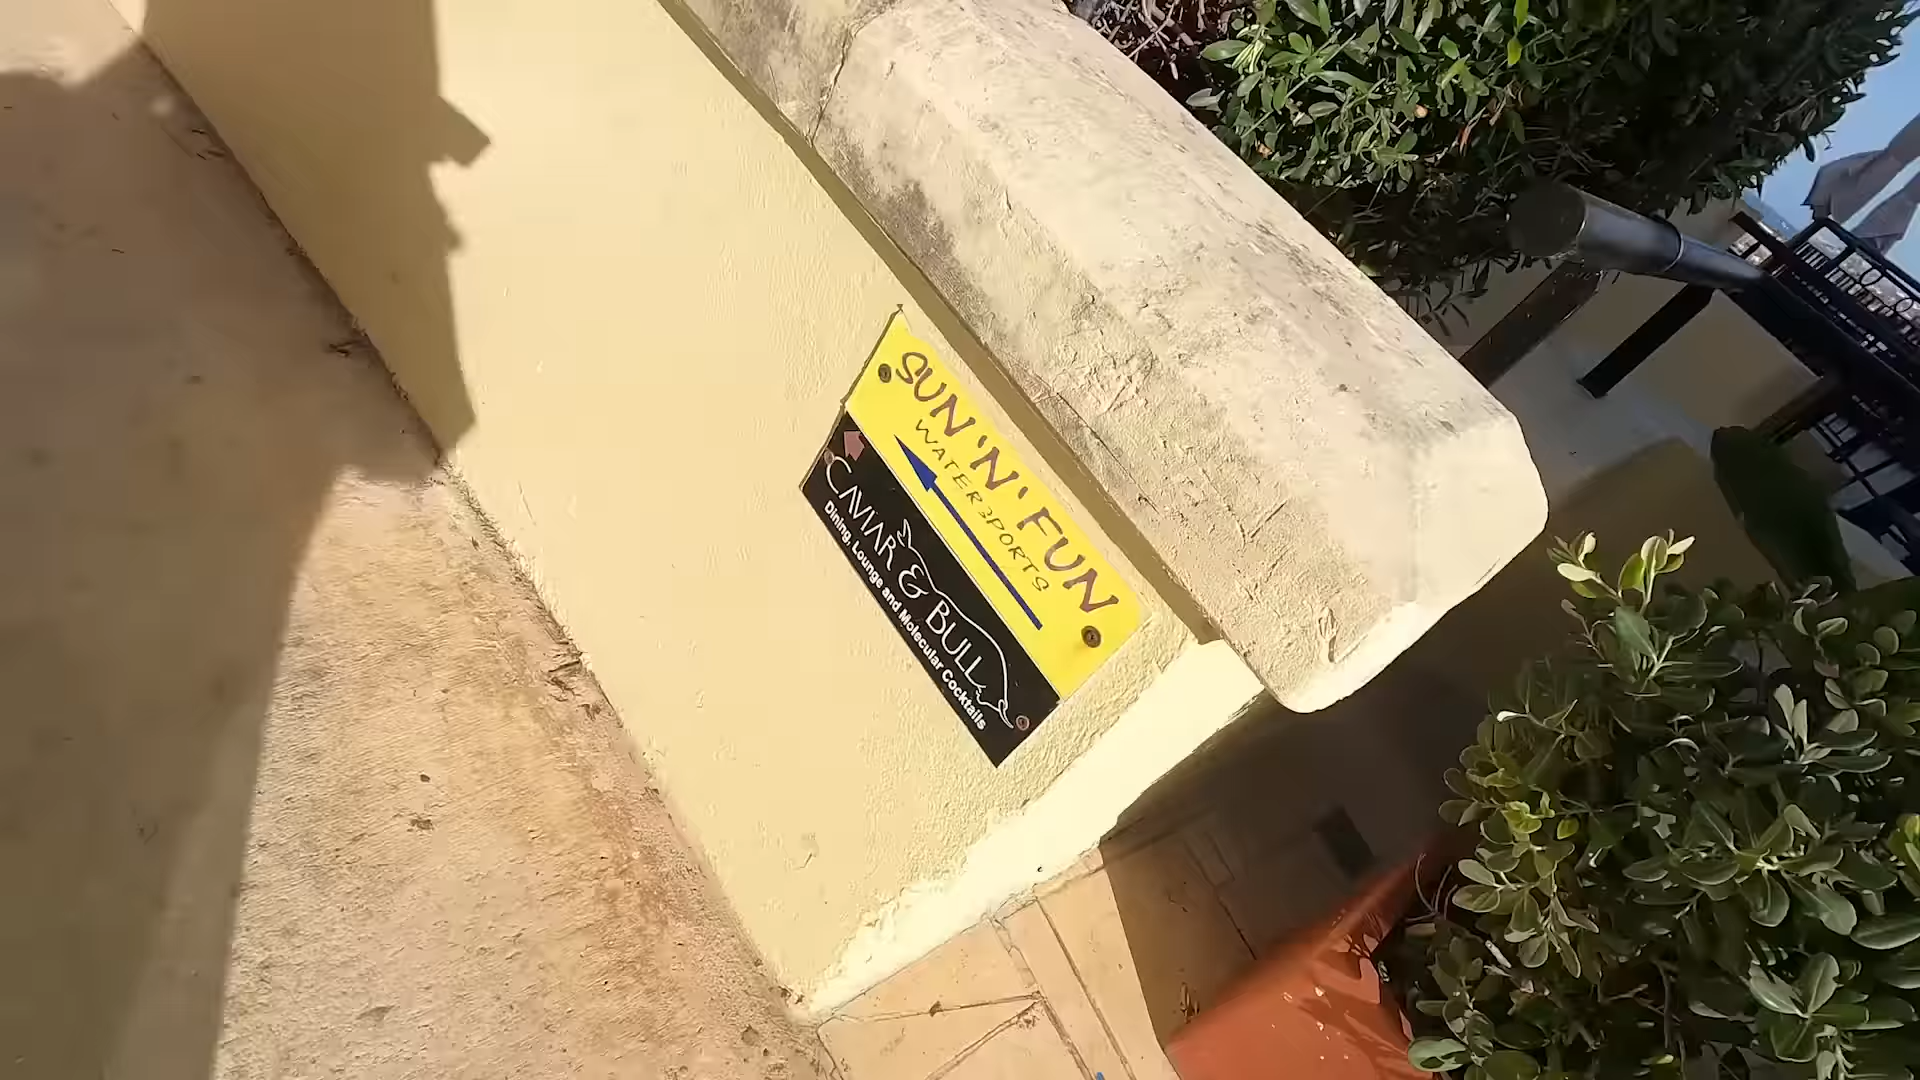 SUN 'N' FUN
WATERSPORTS
CAVIAR & BULL
Dining, Lounge and Molecular Cocktails